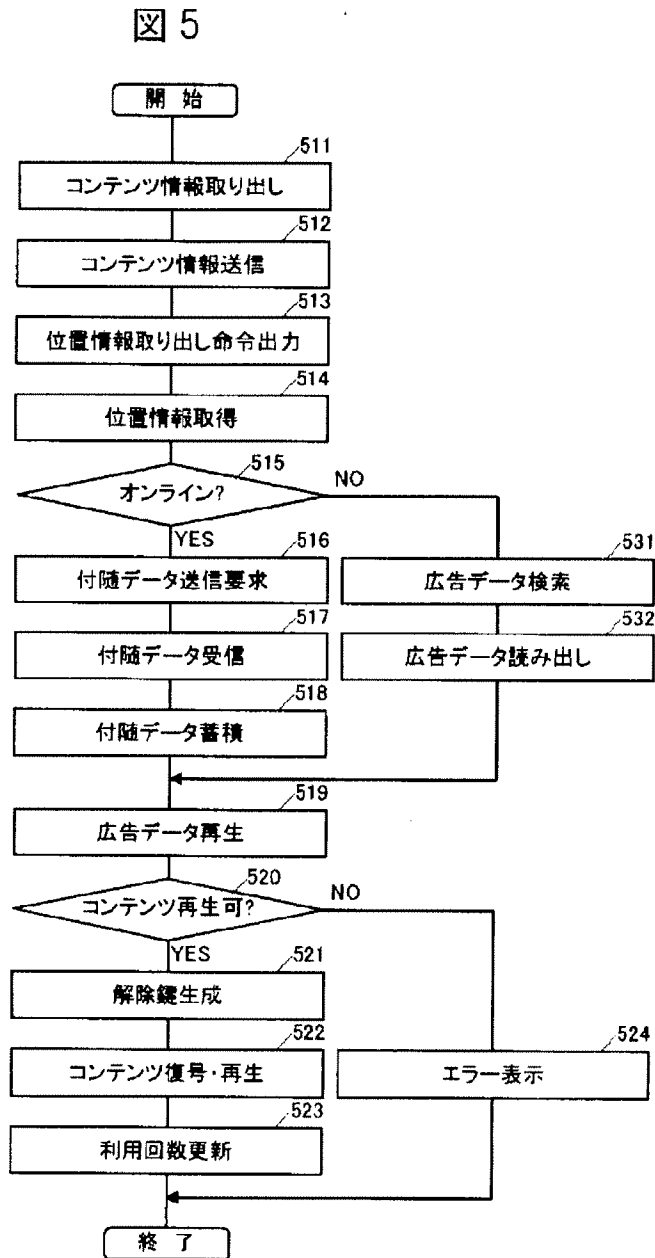 図5
開始
511
コンテンツ情報取り出し
512
コンテンツ情報送信
513
位置情報取り出し命令出力
514
位置情報取得
515
オンライン?
NO
YES
516
付随データ送信要求
531
広告データ検索
517
付随データ受信
532
広告データ読み出し
518
付随データ蓄積
519
広告データ再生
520
コンテンツ再生可?
NO
YES
521
解除鍵生成
522
コンテンツ復号・再生
524
エラー表示
523
利用回数更新
終了